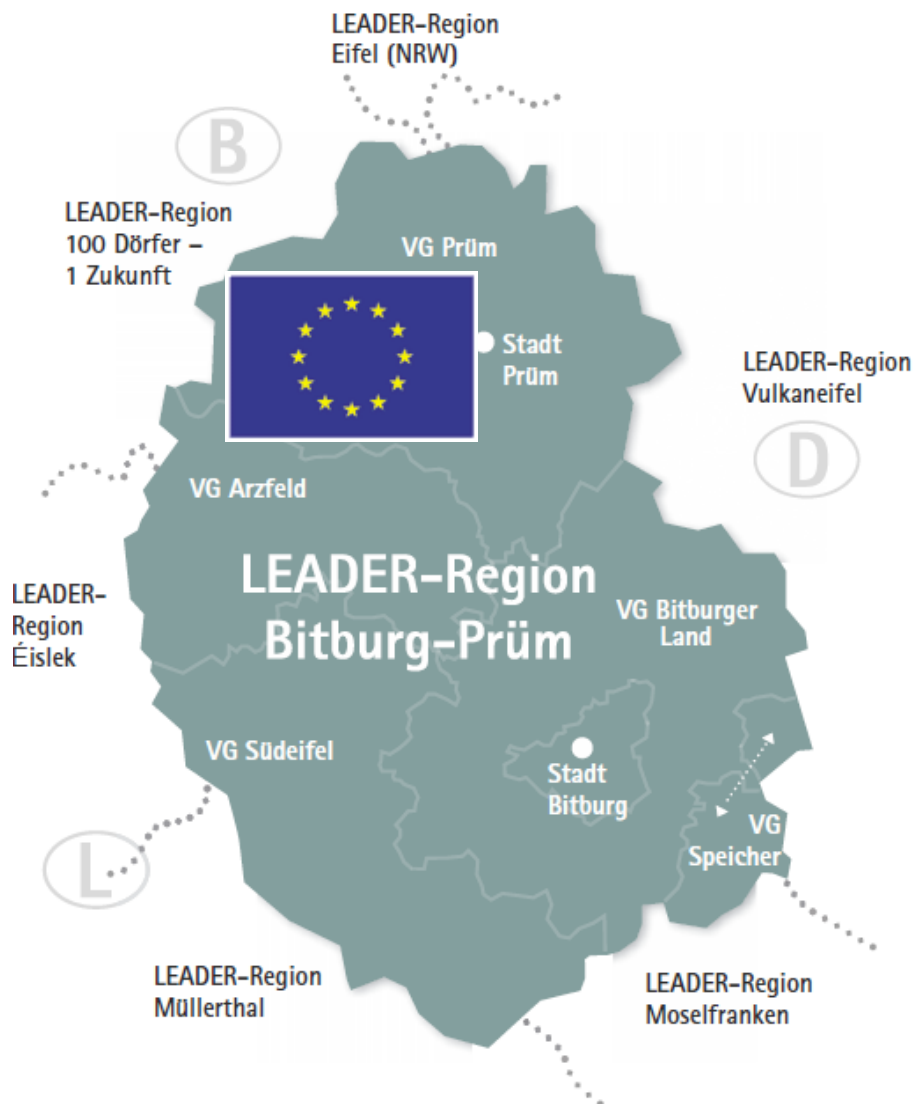 LEADER-Region
Eifel (NRW)
B
LEADER-Region
100 Dörfer –
1 Zukunft
VG Prüm
Stadt
Prüm
LEADER-Region
Vulkaneifel
D
VG Arzfeld
LEADER-Region
Bitburg-Prüm
LEADER-
Region
Éislek
VG Bitburger
Land
VG Südeifel
Stadt
Bitburg
VG
Speicher
L
LEADER-Region
Müllerthal
LEADER-Region
Moselfranken